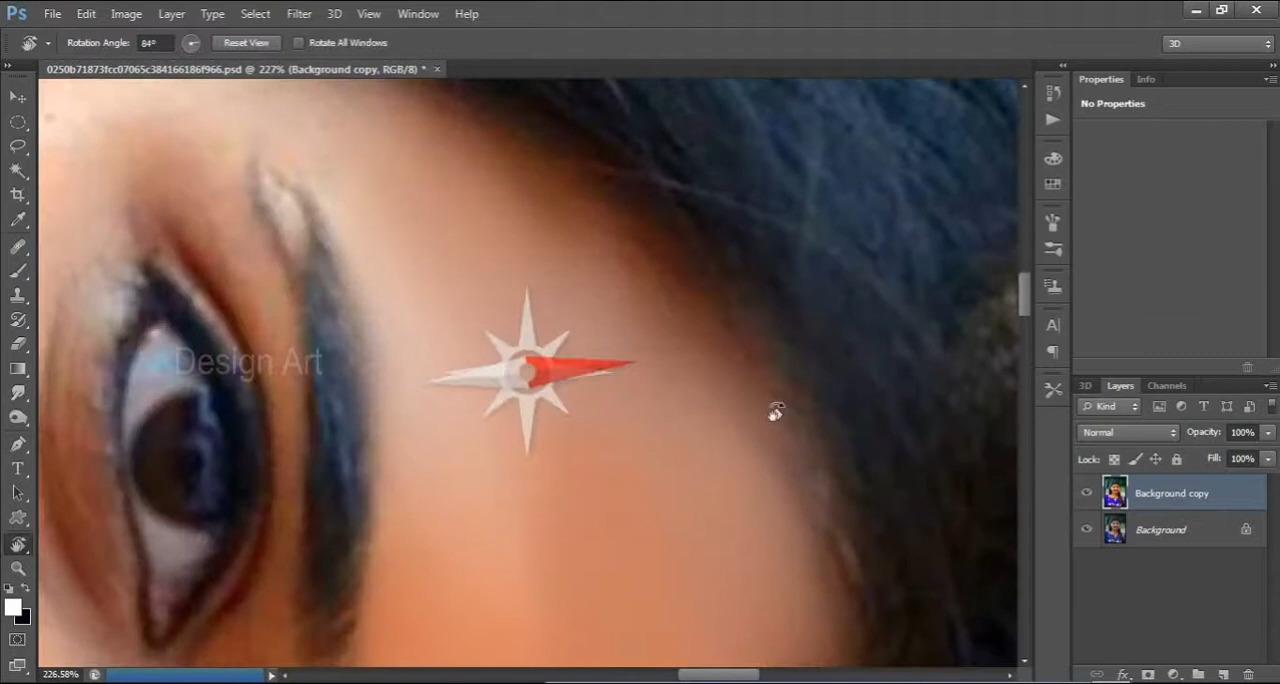 Ps File Edit Image Layer Type Select Filter 3D View Window Help
Rotation Angle: 84° Reset View Rotate All Windows 3D
0250b71873fcc07065c384166186f966.psd @ 227% (Background copy, RGB/8) *
Properties Info
No Properties
Design Art
3D Layers Channels
Kind
Normal Opacity: 100%
Lock: Fill: 100%
Background copy
Background
226.58%